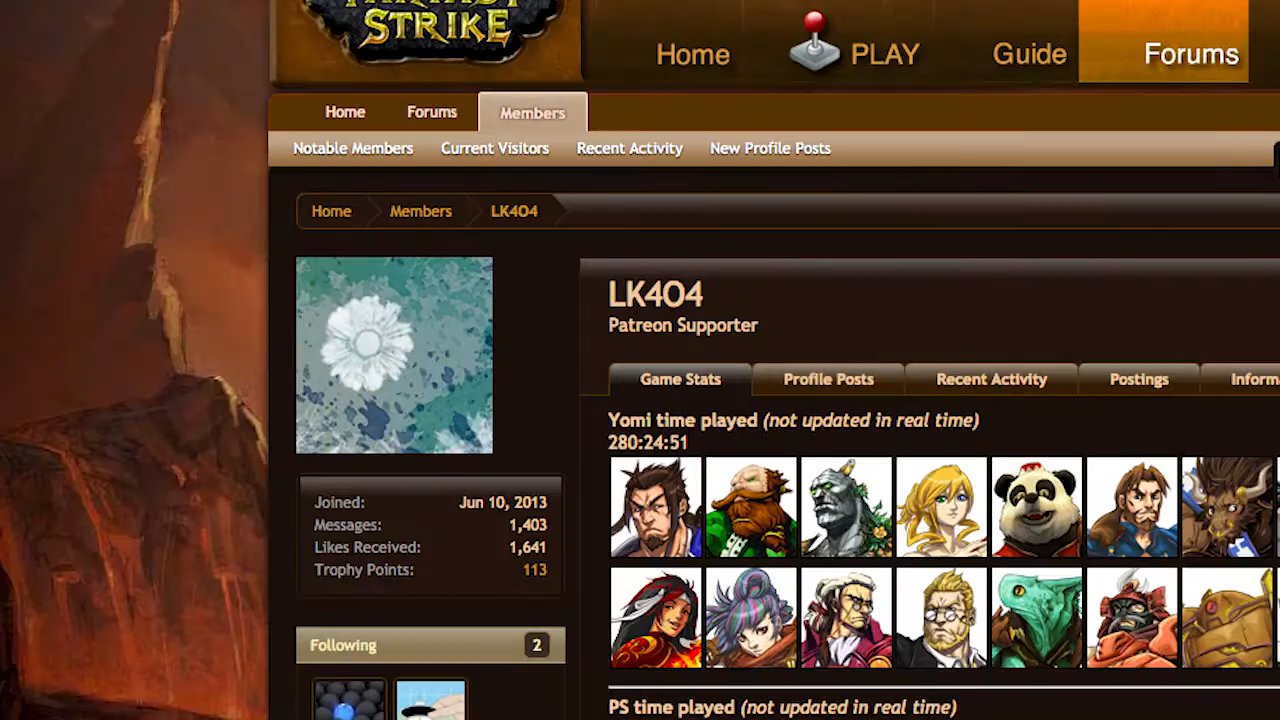 FANTASY
STRIKE
Home PLAY Guide Forums
Home Forums Members
Notable Members Current Visitors Recent Activity New Profile Posts
Home Members LK4O4
LK4O4
Patreon Supporter
Game Stats Profile Posts Recent Activity Postings Inform
Yomi time played (not updated in real time)
280:24:51
Joined: Jun 10, 2013
Messages: 1,403
Likes Received: 1,641
Trophy Points: 113
Following 2
PS time played (not updated in real time)